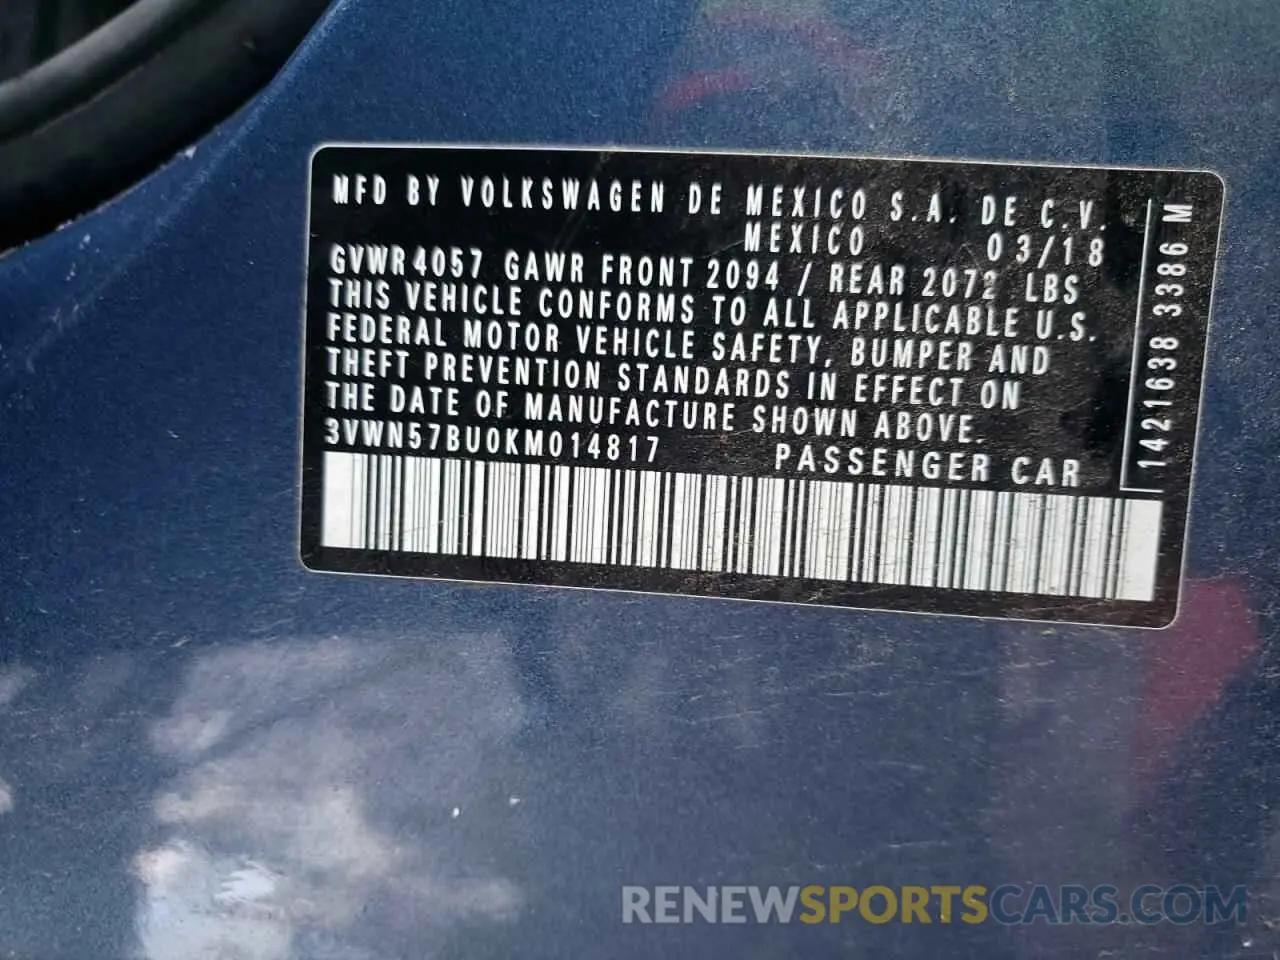 MFD BY VOLKSWAGEN DE MEXICO S.A. DE C.V.
MEXICO 03/18
GVWR 4057 GAWR FRONT 2094 / REAR 2072 LBS
THIS VEHICLE CONFORMS TO ALL APPLICABLE U.S.
FEDERAL MOTOR VEHICLE SAFETY, BUMPER AND
THEFT PREVENTION STANDARDS IN EFFECT ON
THE DATE OF MANUFACTURE SHOWN ABOVE.
3VWN57BU0KM014817 PASSENGER CAR
1421638 3386 M
RENEWSPORTSCARS.COM